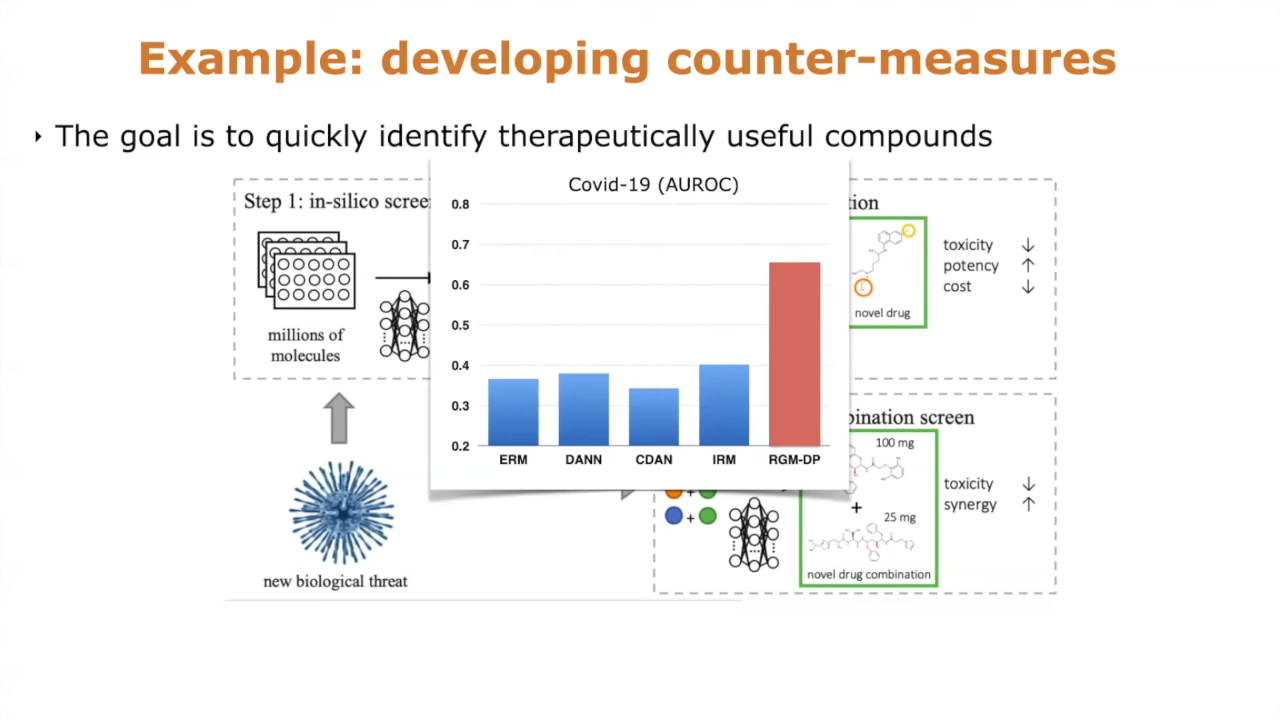 Example: developing counter-measures
‣ The goal is to quickly identify therapeutically useful compounds
Step 1: in-silico scree
millions of
molecules
new biological threat
Covid-19 (AUROC)
0.8
0.7
0.6
0.5
0.4
0.3
0.2
ERM DANN CDAN IRM RGM-DP
tion
novel drug
toxicity ↓
potency ↑
cost ↓
bination screen
100 mg
+
25 mg
novel drug combination
+
+
toxicity ↓
synergy ↑